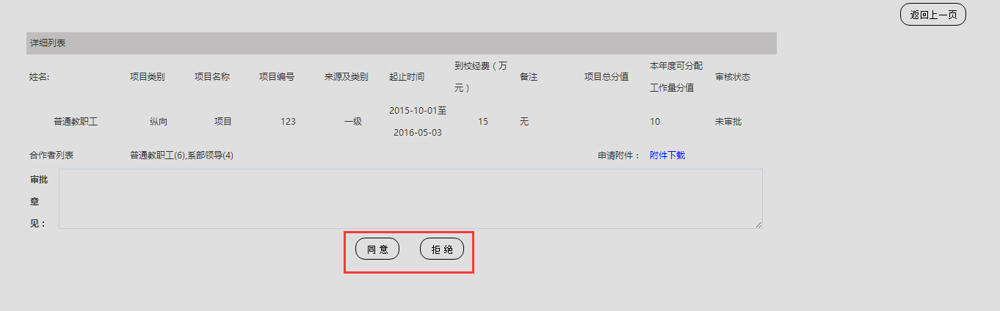 返回上一页
详细列表
姓名: 项目类别 项目名称 项目编号 来源及类别 起止时间 到校经费（万元） 备注 项目总分值 本年度可分配工作量分值 审核状态
普通教职工 纵向 项目 123 一级 2015-10-01至2016-05-03 15 无 10 未审批
合作者列表 普通教职工(6),系部领导(4) 申请附件： 附件下载
审批
意
见：
同 意 拒 绝